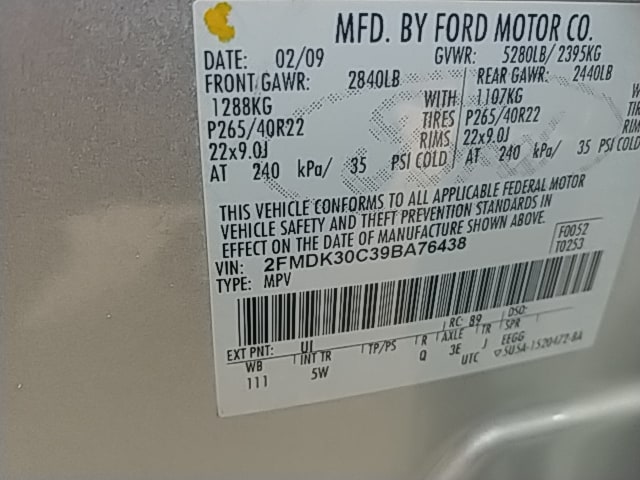 MFD. BY FORD MOTOR CO.
DATE: 02/09 GVWR: 5280LB/ 2395KG
FRONT GAWR: 2840LB REAR GAWR: 2440LB
1288KG WITH 1107KG
P265/40R22 TIRES P265/40R22
22x9.0J RIMS 22x9.0J
AT 240 kPa/ 35 PSI COLD AT 240 kPa/ 35 PSI COLD
THIS VEHICLE CONFORMS TO ALL APPLICABLE FEDERAL MOTOR
VEHICLE SAFETY AND THEFT PREVENTION STANDARDS IN
EFFECT ON THE DATE OF MANUFACTURE SHOWN ABOVE.
VIN: 2FMDK30C39BA76438 F0052
TYPE: MPV T0253
RC: 89 DSO:
EXT PNT: UI
WB INT TR TP/PS R AXLE TR SPR
111 5W Q 3E J EEGG
UTC